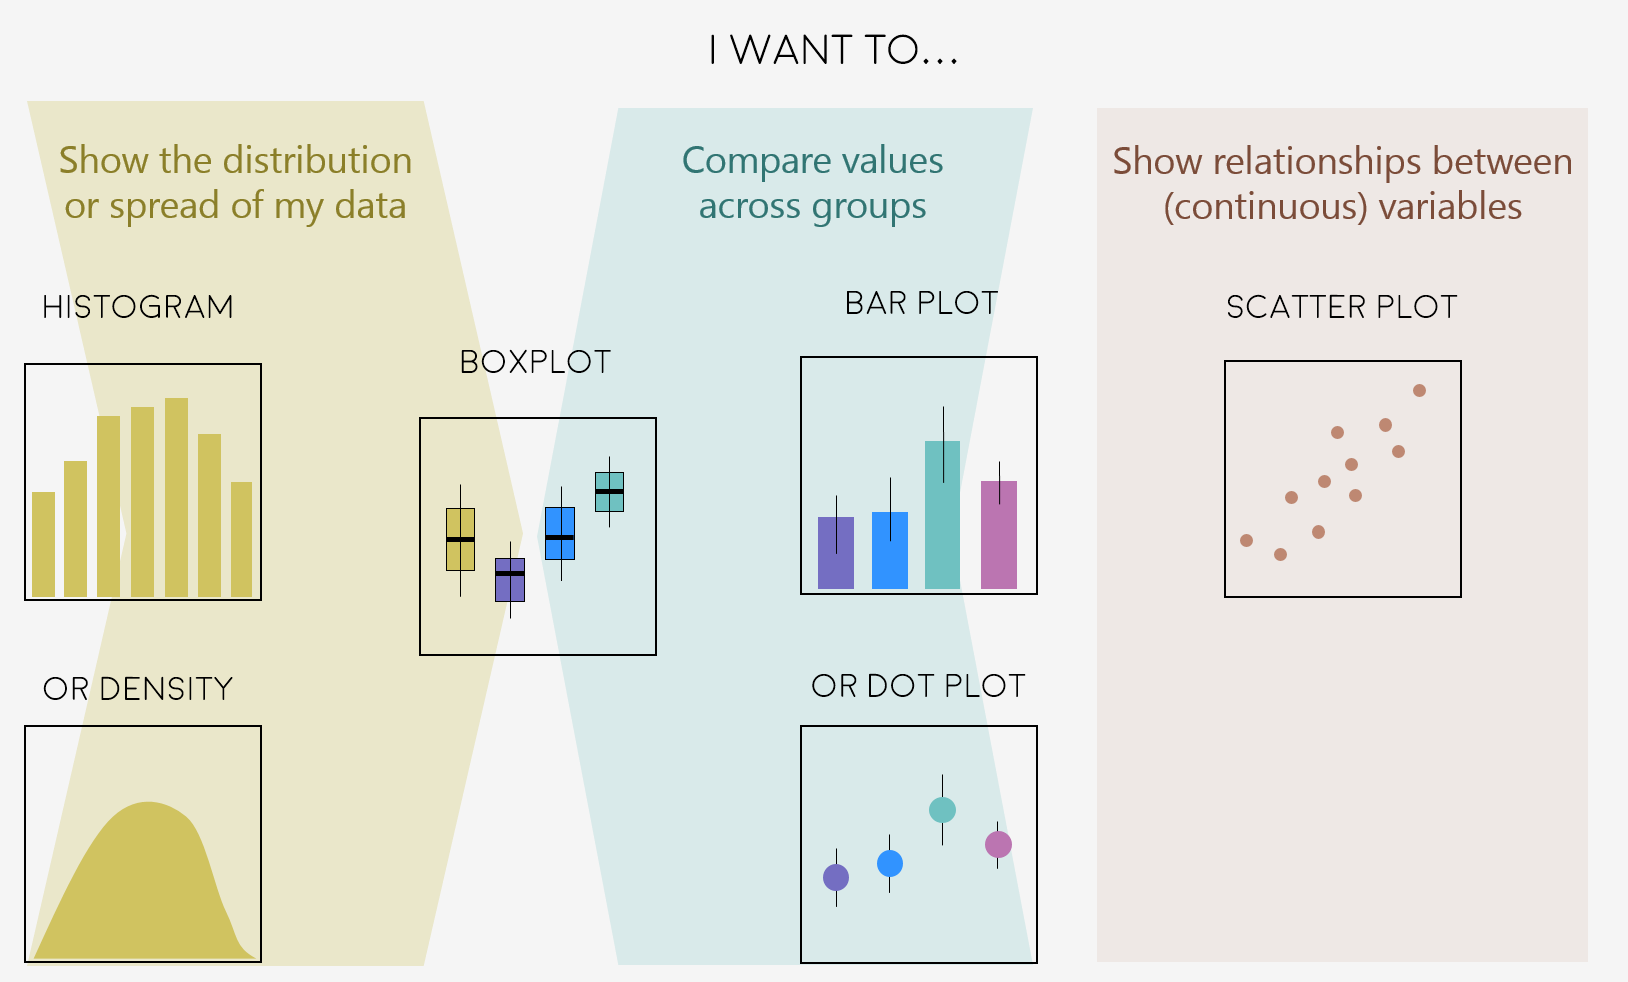 I WANT TO...
Show the distribution
or spread of my data
Compare values
across groups
Show relationships between
(continuous) variables
HISTOGRAM
BOXPLOT
BAR PLOT
SCATTER PLOT
OR DENSITY
OR DOT PLOT